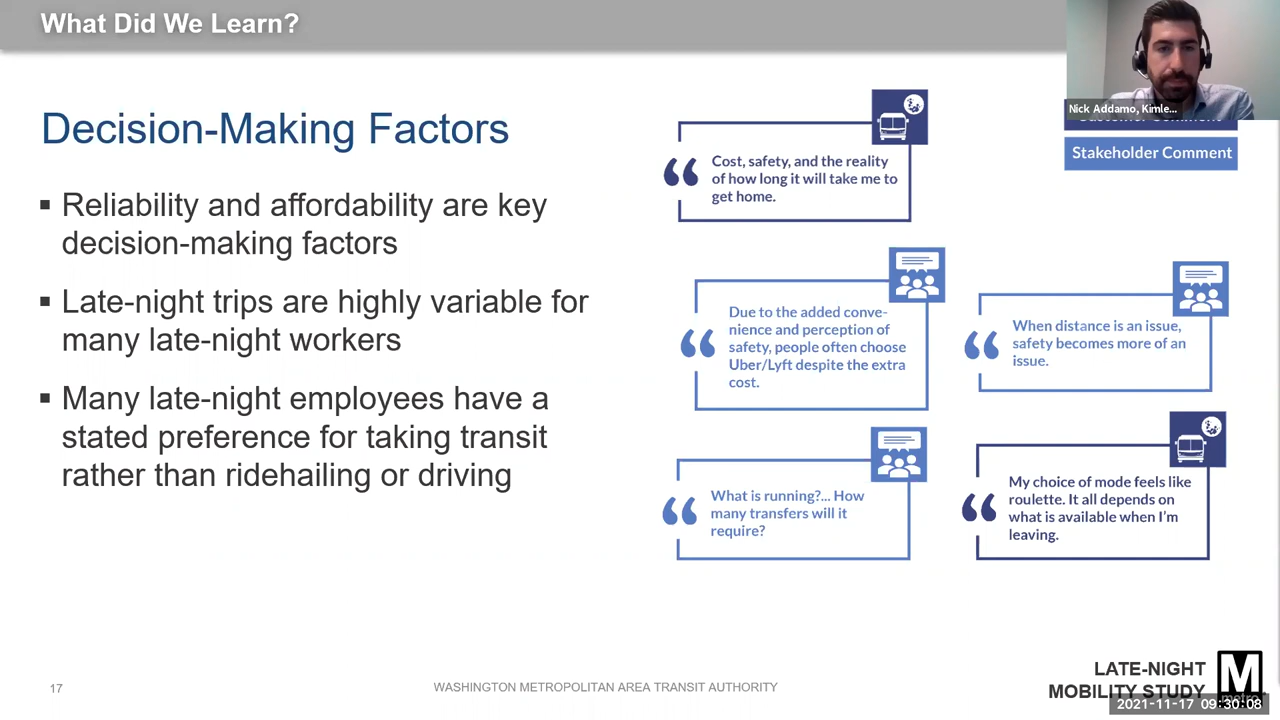 What Did We Learn?
Nick Addamo, Kimle...
Stakeholder Comment
Decision-Making Factors
▪ Reliability and affordability are key
decision-making factors
▪ Late-night trips are highly variable for
many late-night workers
▪ Many late-night employees have a
stated preference for taking transit
rather than ridehailing or driving
“ Cost, safety, and the reality
of how long it will take me to
get home.
“ Due to the added conve-
nience and perception of
safety, people often choose
Uber/Lyft despite the extra
cost.
“ When distance is an issue,
safety becomes more of an
issue.
“ What is running?... How
many transfers will it
require?
“ My choice of mode feels like
roulette. It all depends on
what is available when I’m
leaving.
17
WASHINGTON METROPOLITAN AREA TRANSIT AUTHORITY
LATE-NIGHT
MOBILITY STUDY
M
metro
2021-11-17 09:30:08